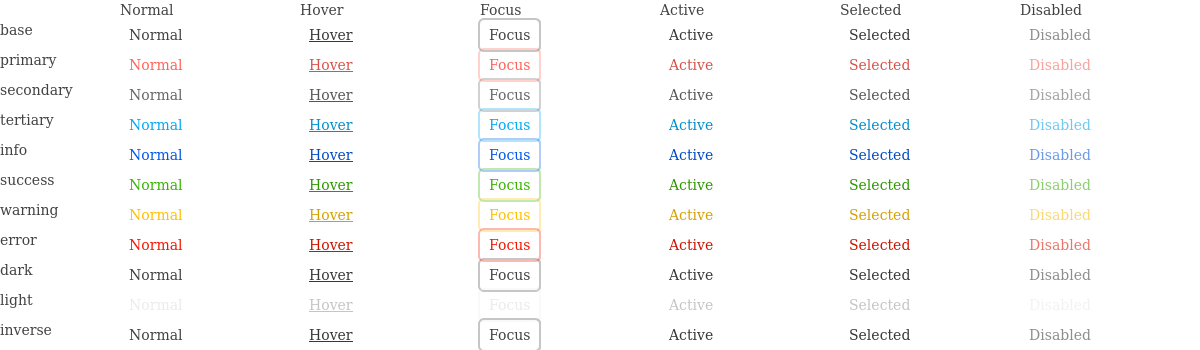 Normal Hover Focus Active Selected Disabled
base Normal Hover Focus Active Selected Disabled
primary Normal Hover Focus Active Selected Disabled
secondary Normal Hover Focus Active Selected Disabled
tertiary Normal Hover Focus Active Selected Disabled
info Normal Hover Focus Active Selected Disabled
success Normal Hover Focus Active Selected Disabled
warning Normal Hover Focus Active Selected Disabled
error Normal Hover Focus Active Selected Disabled
dark Normal Hover Focus Active Selected Disabled
light Normal Hover Focus Active Selected Disabled
inverse Normal Hover Focus Active Selected Disabled